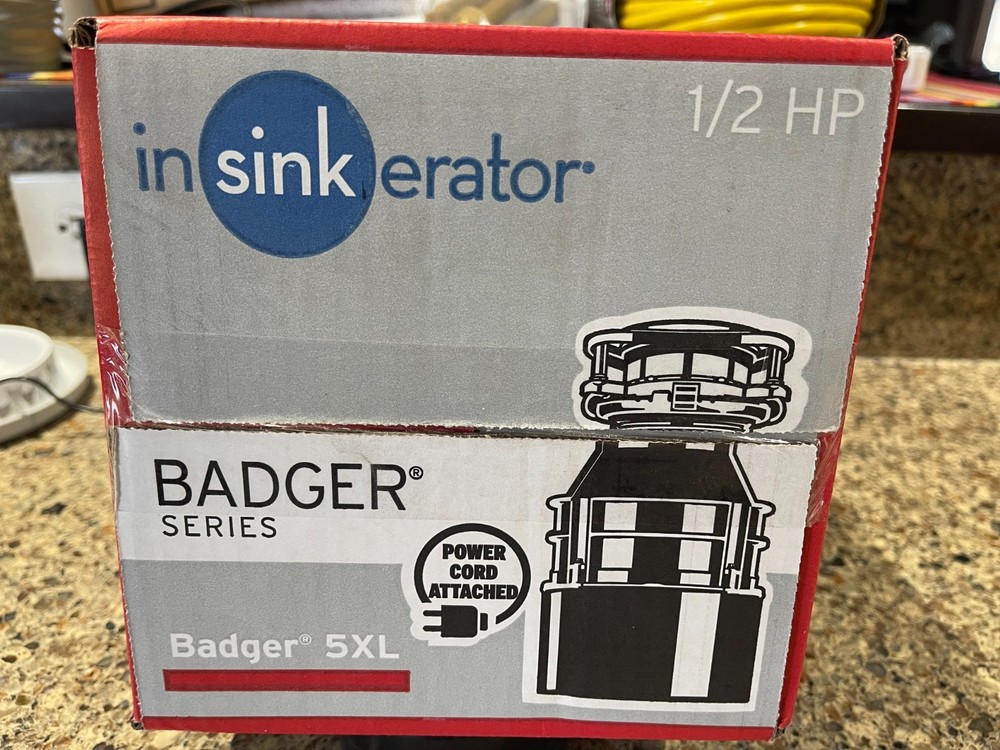 insinkerator
1/2 HP
BADGER®
SERIES
POWER
CORD
ATTACHED
Badger® 5XL